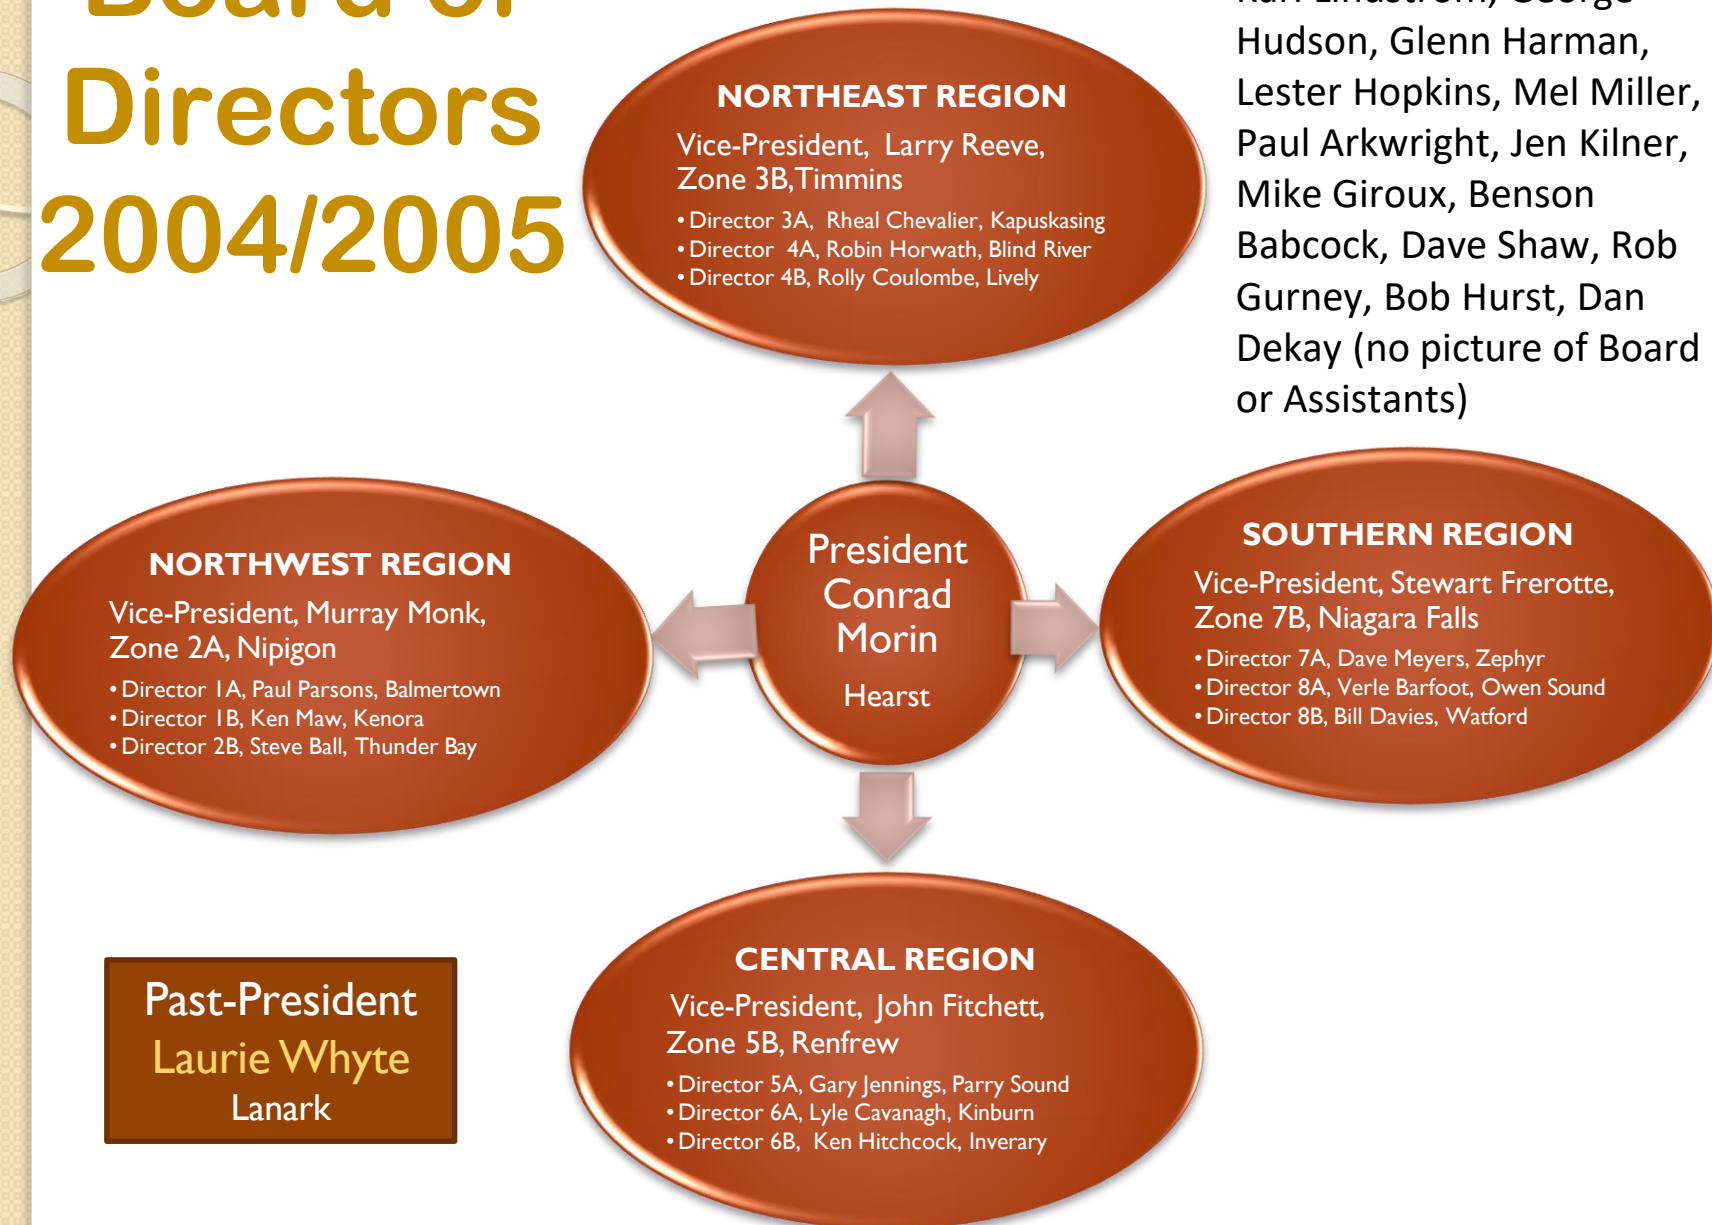 Board of
Directors
2004/2005
Karl Lindstrom, George
Hudson, Glenn Harman,
Lester Hopkins, Mel Miller,
Paul Arkwright, Jen Kilner,
Mike Giroux, Benson
Babcock, Dave Shaw, Rob
Gurney, Bob Hurst, Dan
Dekay (no picture of Board
or Assistants)
NORTHEAST REGION
Vice-President, Larry Reeve,
Zone 3B,Timmins
• Director 3A, Rheal Chevalier, Kapuskasing
• Director 4A, Robin Horwath, Blind River
• Director 4B, Rolly Coulombe, Lively
NORTHWEST REGION
Vice-President, Murray Monk,
Zone 2A, Nipigon
• Director 1A, Paul Parsons, Balmertown
• Director 1B, Ken Maw, Kenora
• Director 2B, Steve Ball, Thunder Bay
President
Conrad
Morin
Hearst
SOUTHERN REGION
Vice-President, Stewart Frerotte,
Zone 7B, Niagara Falls
• Director 7A, Dave Meyers, Zephyr
• Director 8A, Verle Barfoot, Owen Sound
• Director 8B, Bill Davies, Watford
CENTRAL REGION
Vice-President, John Fitchett,
Zone 5B, Renfrew
• Director 5A, Gary Jennings, Parry Sound
• Director 6A, Lyle Cavanagh, Kinburn
• Director 6B, Ken Hitchcock, Inverary
Past-President
Laurie Whyte
Lanark